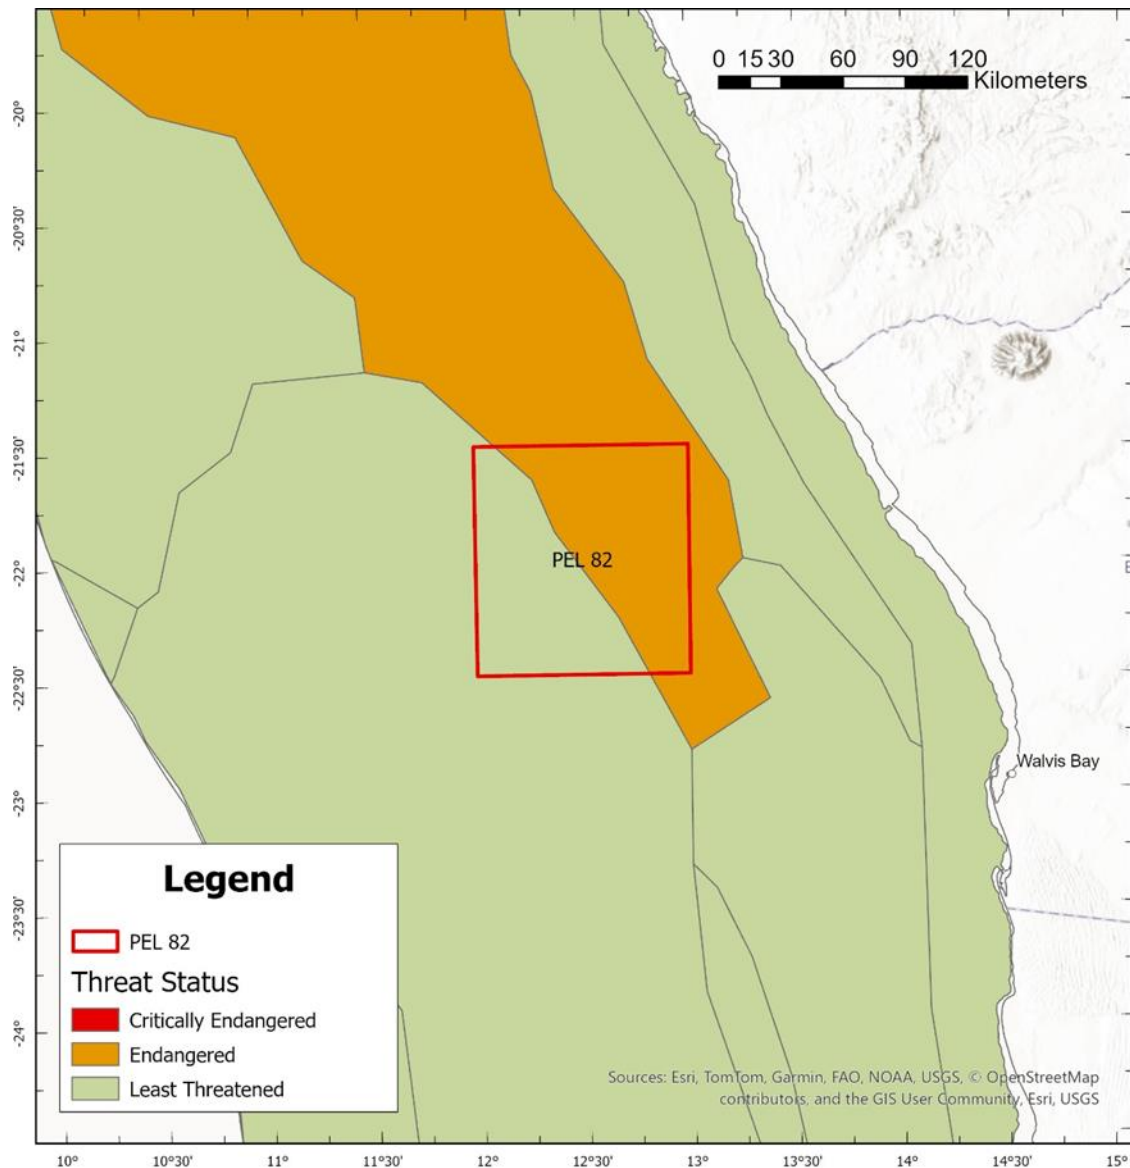 0 15 30 60 90 120
Kilometers
-20°
-20°30'
-21°
-21°30'
-22°
-22°30'
-23°
-23°30'
-24°
PEL 82
E
Walvis Bay
Legend
PEL 82
Threat Status
Critically Endangered
Endangered
Least Threatened
Sources: Esri, TomTom, Garmin, FAO, NOAA, USGS, © OpenStreetMap
contributors, and the GIS User Community, Esri, USGS
10° 10°30' 11° 11°30' 12° 12°30' 13° 13°30' 14° 14°30' 15°